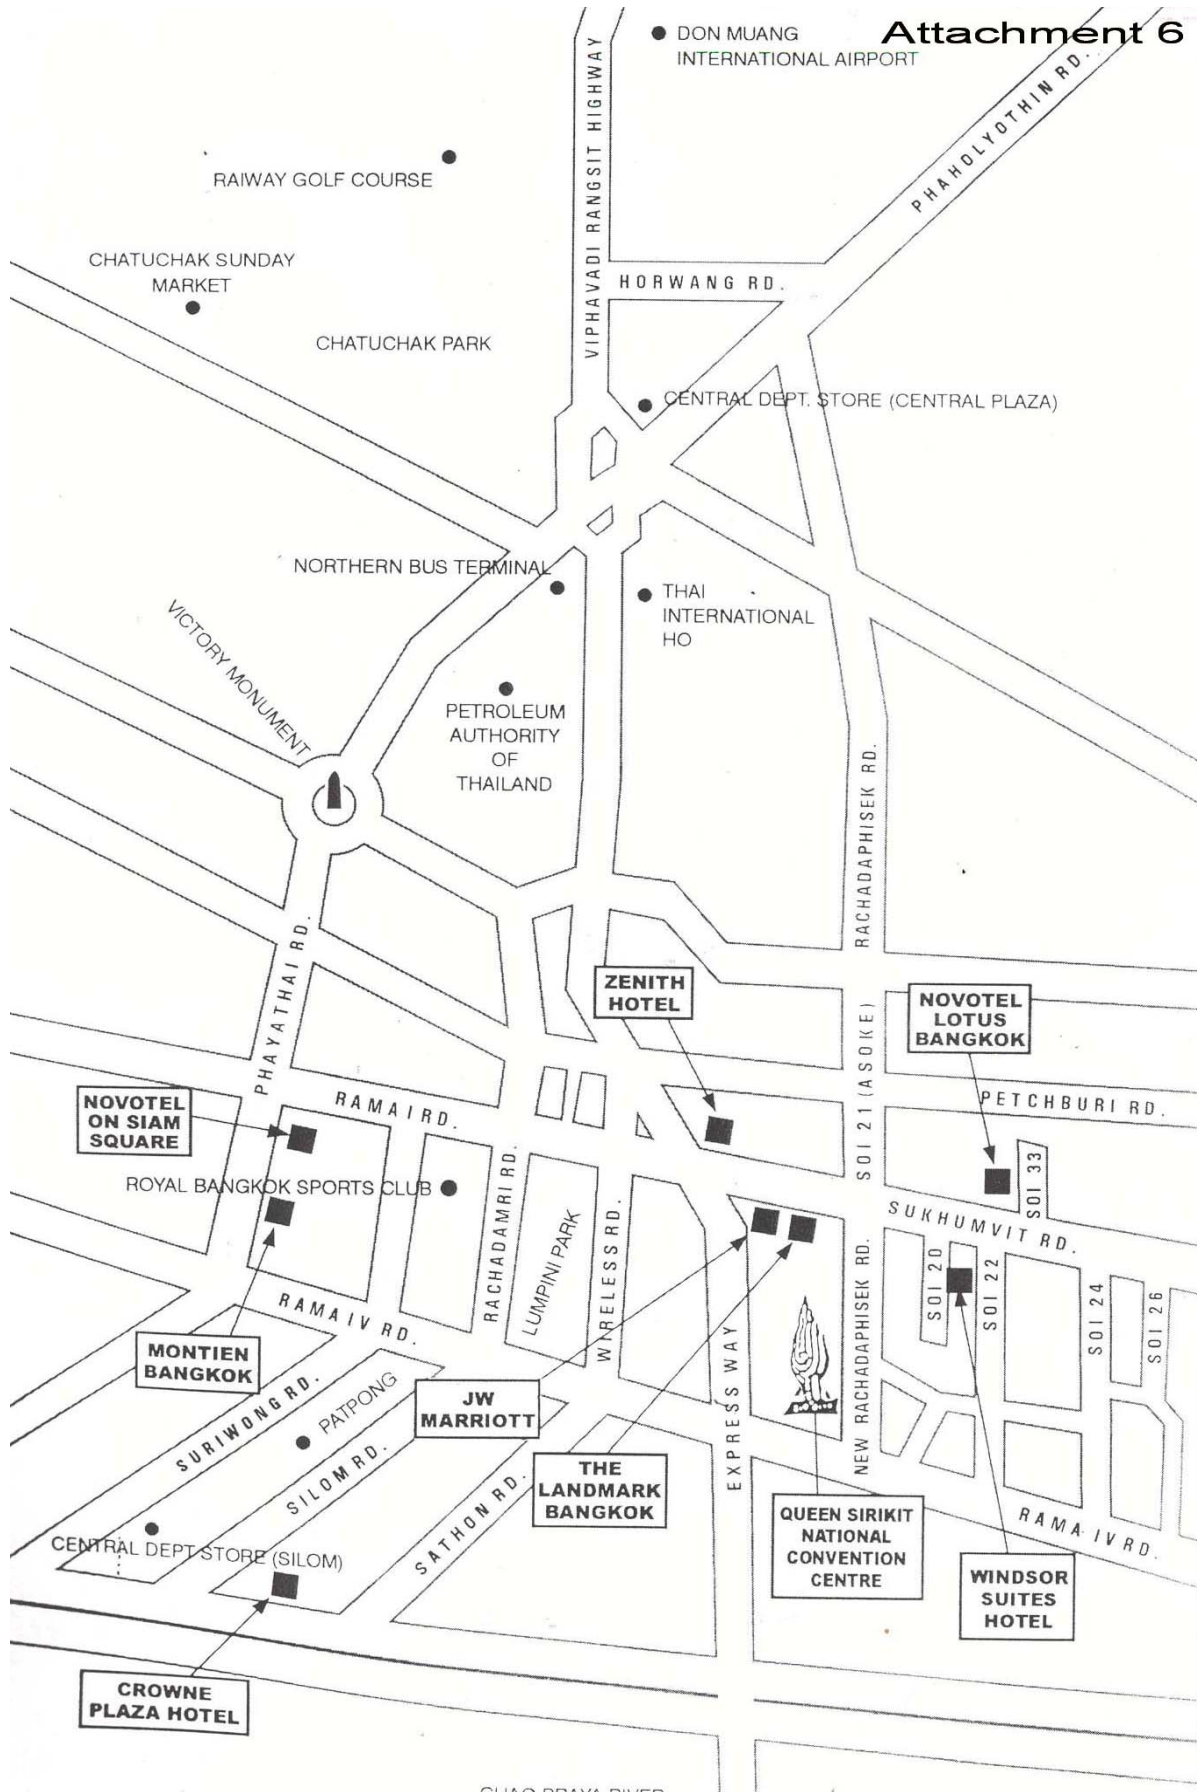 Attachment 6
DON MUANG
INTERNATIONAL AIRPORT
VIPHAVADI RANGSIT HIGHWAY
PHAHOLYOTHIN RD.
RAIWAY GOLF COURSE
CHATUCHAK SUNDAY
MARKET
HORWANG RD.
CHATUCHAK PARK
CENTRAL DEPT. STORE (CENTRAL PLAZA)
NORTHERN BUS TERMINAL
THAI
INTERNATIONAL
HO
VICTORY MONUMENT
PETROLEUM
AUTHORITY
OF
THAILAND
RACHADAPHISEK RD.
PHAYATHAI RD.
ZENITH
HOTEL
NOVOTEL
LOTUS
BANGKOK
SOI 21 (ASOKE)
PETCHBURI RD.
NOVOTEL
ON SIAM
SQUARE
RAMA I RD.
SOI 33
ROYAL BANGKOK SPORTS CLUB
RACHADAMRI RD.
LUMPINI PARK
WIRELESS RD.
SUKHUMVIT RD.
SOI 20
SOI 22
SOI 24
SOI 26
NEW RACHADAPHISEK RD.
RAMA IV RD.
MONTIEN
BANGKOK
EXPRESS WAY
JW
MARRIOTT
SURIWONG RD.
PATPONG
SILOM RD.
SATHON RD.
THE
LANDMARK
BANGKOK
QUEEN SIRIKIT
NATIONAL
CONVENTION
CENTRE
RAMA IV RD.
WINDSOR
SUITES
HOTEL
CENTRAL DEPT STORE (SILOM)
CROWNE
PLAZA HOTEL